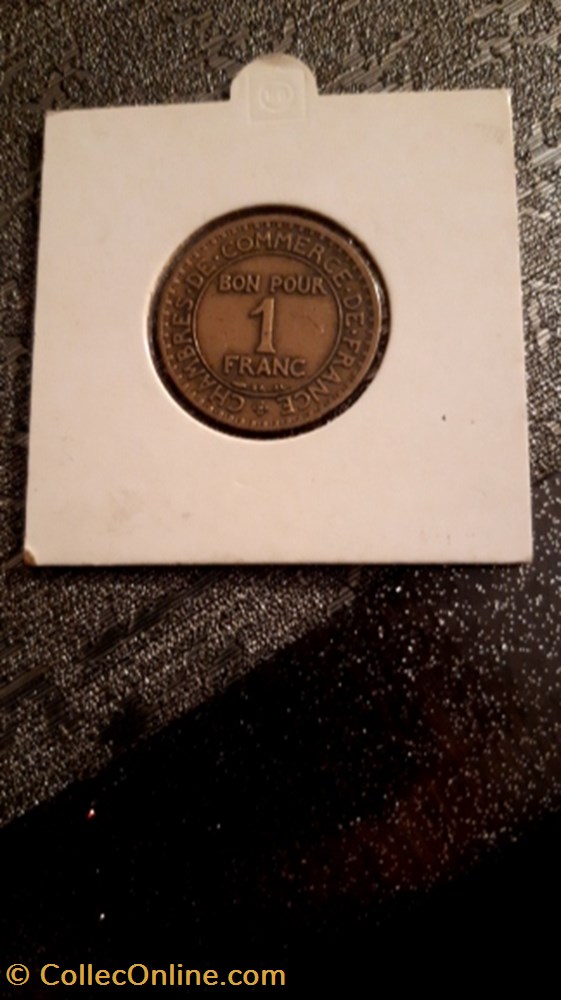 CHAMBRES·DE·COMMERCE·DE·FRANCE
BON POUR
1
FRANC
© CollecOnline.com